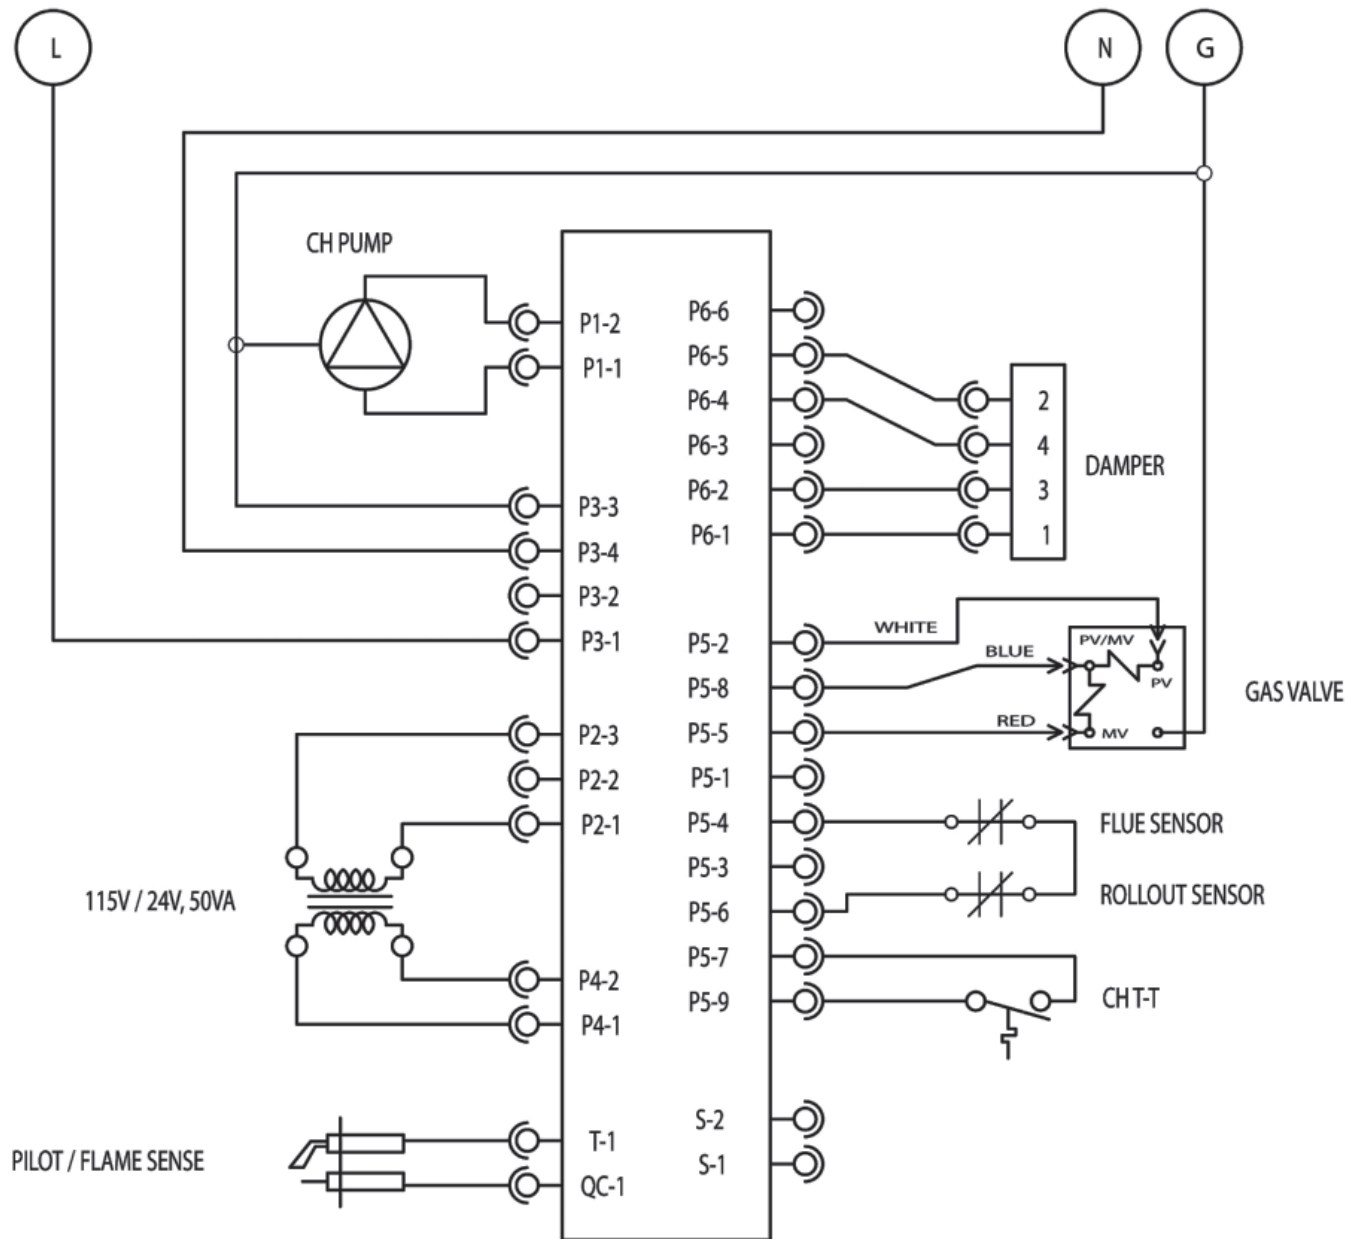 L
N
G
CH PUMP
P1-2
P1-1
P3-3
P3-4
P3-2
P3-1
P2-3
P2-2
P2-1
115V / 24V, 50VA
P4-2
P4-1
PILOT / FLAME SENSE
T-1
QC-1
P6-6
P6-5
P6-4
P6-3
P6-2
P6-1
2
4
3
1
DAMPER
P5-2
P5-8
P5-5
P5-1
P5-4
P5-3
P5-6
P5-7
P5-9
S-2
S-1
WHITE
BLUE
RED
PV/MV
PV
MV
GAS VALVE
FLUE SENSOR
ROLLOUT SENSOR
CH T-T